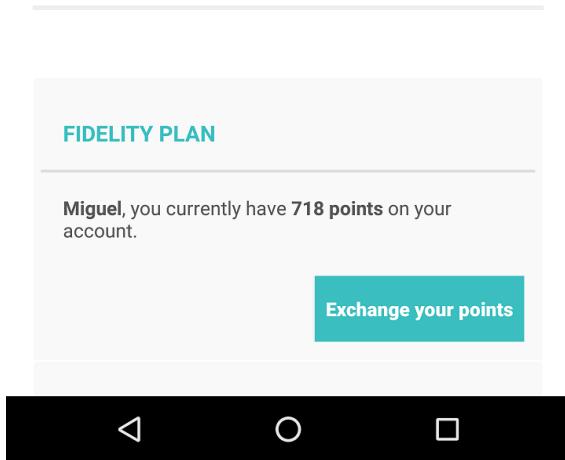 FIDELITY PLAN
Miguel, you currently have 718 points on your
account.
Exchange your points